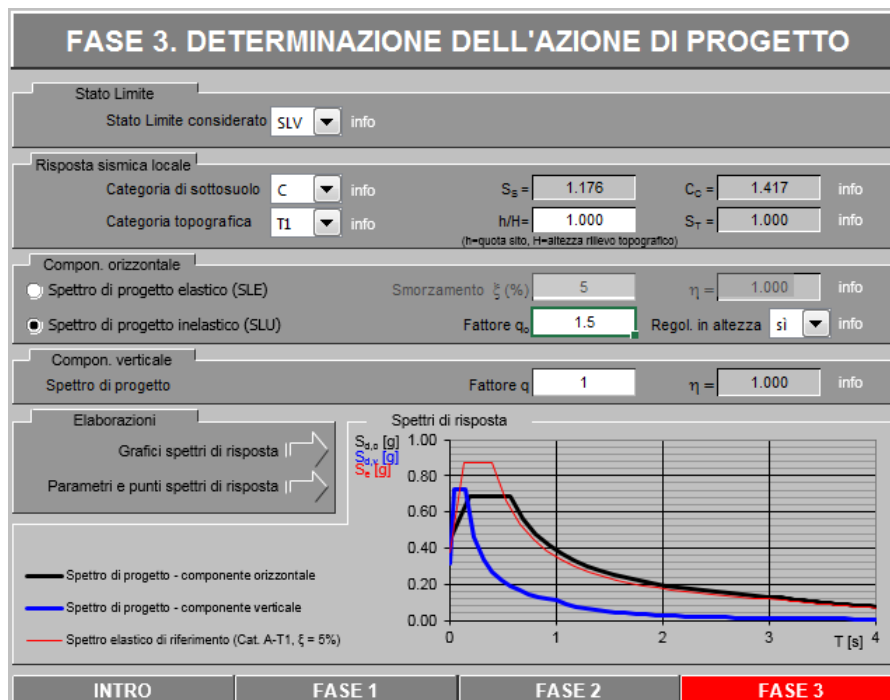 FASE 3. DETERMINAZIONE DELL'AZIONE DI PROGETTO
Stato Limite
Stato Limite considerato SLV info
Risposta sismica locale
Categoria di sottosuolo C info SS = 1.176 CC = 1.417 info
Categoria topografica T1 info h/H= 1.000 ST = 1.000 info
(h=quota sito, H=altezza rilievo topografico)
Compon. orizzontale
Spettro di progetto elastico (SLE) Smorzamento ξ (%) 5 η = 1.000 info
Spettro di progetto inelastico (SLU) Fattore qo 1.5 Regol. in altezza sì info
Compon. verticale
Spettro di progetto Fattore q 1 η = 1.000 info
Elaborazioni
Grafici spettri di risposta
Parametri e punti spettri di risposta
Spettri di risposta
Sd,o [g]
Sd,v [g]
Se [g]
1.00
0.80
0.60
0.40
0.20
0.00
0 1 2 3 4
T [s]
Spettro di progetto - componente orizzontale
Spettro di progetto - componente verticale
Spettro elastico di riferimento (Cat. A-T1, ξ = 5%)
INTRO FASE 1 FASE 2 FASE 3